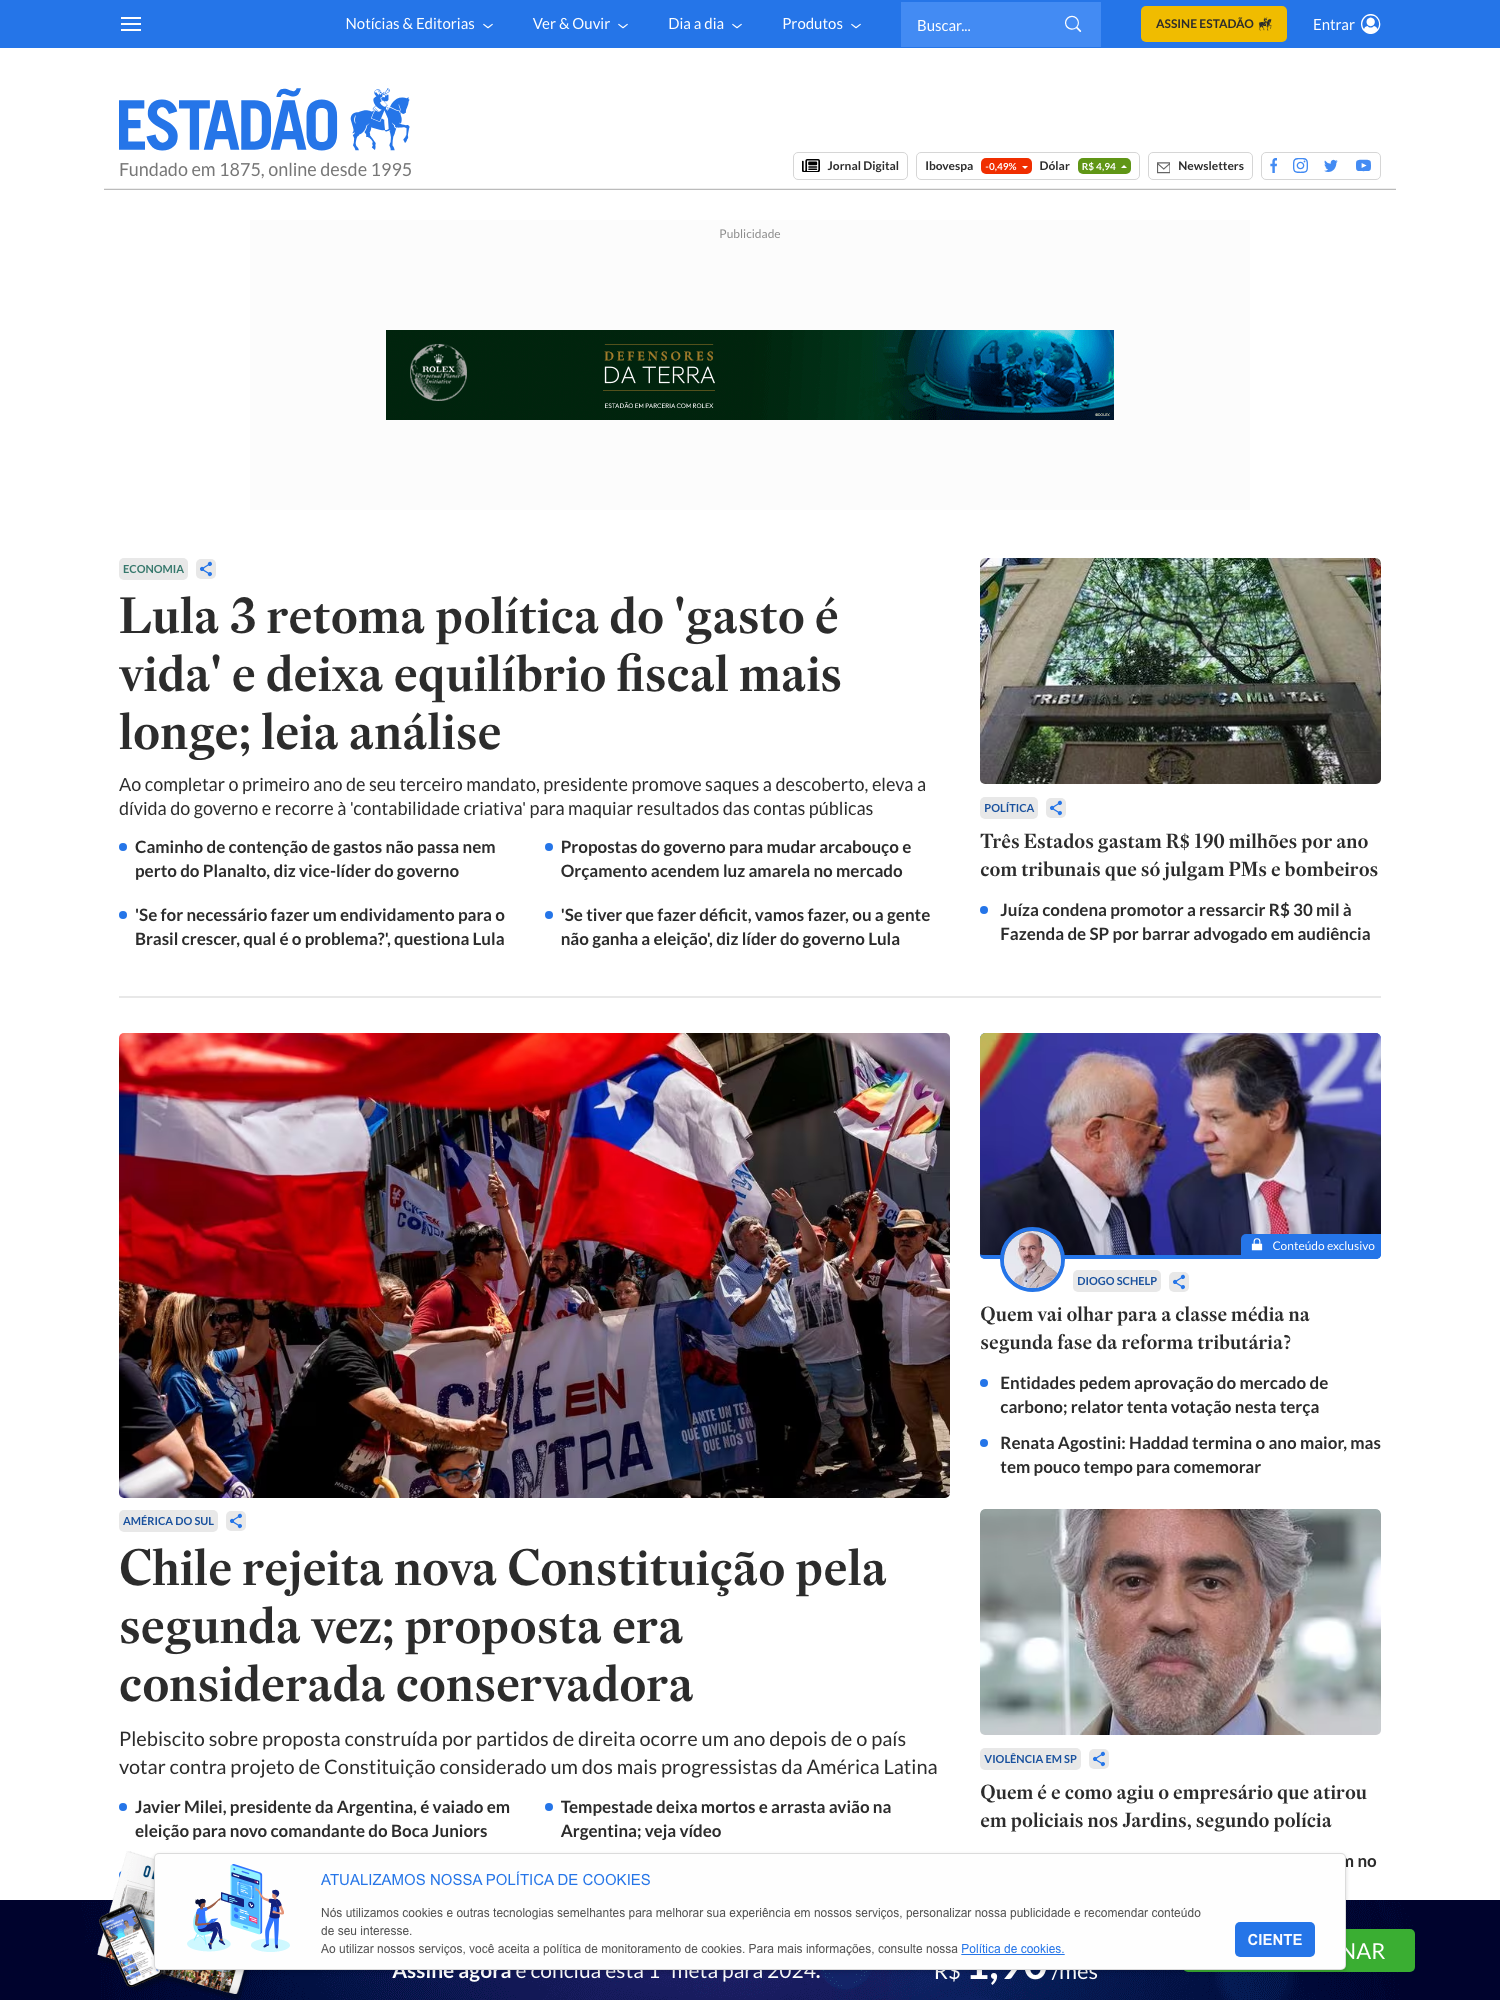 Notícias & Editorias Ver & Ouvir Dia a dia Produtos Buscar... ASSINE ESTADÃO Entrar
ESTADÃO
Fundado em 1875, online desde 1995
Jornal Digital Ibovespa -0,49% Dólar R$ 4,94 Newsletters
Publicidade
ROLEX
Perpetual Planet
Initiative
DEFENSORES
DA TERRA
ESTADÃO EM PARCERIA COM ROLEX
ECONOMIA
Lula 3 retoma política do 'gasto é
vida' e deixa equilíbrio fiscal mais
longe; leia análise
Ao completar o primeiro ano de seu terceiro mandato, presidente promove saques a descoberto, eleva a
dívida do governo e recorre à 'contabilidade criativa' para maquiar resultados das contas públicas
Caminho de contenção de gastos não passa nem
perto do Planalto, diz vice-líder do governo
Propostas do governo para mudar arcabouço e
Orçamento acendem luz amarela no mercado
'Se for necessário fazer um endividamento para o
Brasil crescer, qual é o problema?', questiona Lula
'Se tiver que fazer déficit, vamos fazer, ou a gente
não ganha a eleição', diz líder do governo Lula
TRIBUNAL DE JUSTIÇA MILITAR
POLÍTICA
Três Estados gastam R$ 190 milhões por ano
com tribunais que só julgam PMs e bombeiros
Juíza condena promotor a ressarcir R$ 30 mil à
Fazenda de SP por barrar advogado em audiência
CHILE EN
CONTRA
ANTE UN TEXTO
QUE DIVIDE, UN
QUE NOS U
AMÉRICA DO SUL
Chile rejeita nova Constituição pela
segunda vez; proposta era
considerada conservadora
Plebiscito sobre proposta construída por partidos de direita ocorre um ano depois de o país
votar contra projeto de Constituição considerado um dos mais progressistas da América Latina
Javier Milei, presidente da Argentina, é vaiado em
eleição para novo comandante do Boca Juniors
Tempestade deixa mortos e arrasta avião na
Argentina; veja vídeo
2024
Conteúdo exclusivo
DIOGO SCHELP
Quem vai olhar para a classe média na
segunda fase da reforma tributária?
Entidades pedem aprovação do mercado de
carbono; relator tenta votação nesta terça
Renata Agostini: Haddad termina o ano maior, mas
tem pouco tempo para comemorar
VIOLÊNCIA EM SP
Quem é e como agiu o empresário que atirou
em policiais nos Jardins, segundo polícia
no
ATUALIZAMOS NOSSA POLÍTICA DE COOKIES
Nós utilizamos cookies e outras tecnologias semelhantes para melhorar sua experiência em nossos serviços, personalizar nossa publicidade e recomendar conteúdo
de seu interesse.
Ao utilizar nossos serviços, você aceita a política de monitoramento de cookies. Para mais informações, consulte nossa Política de cookies.
CIENTE
Assine agora e conclua esta 1ª meta para 2024.
R$ 1,90 /mês
NAR